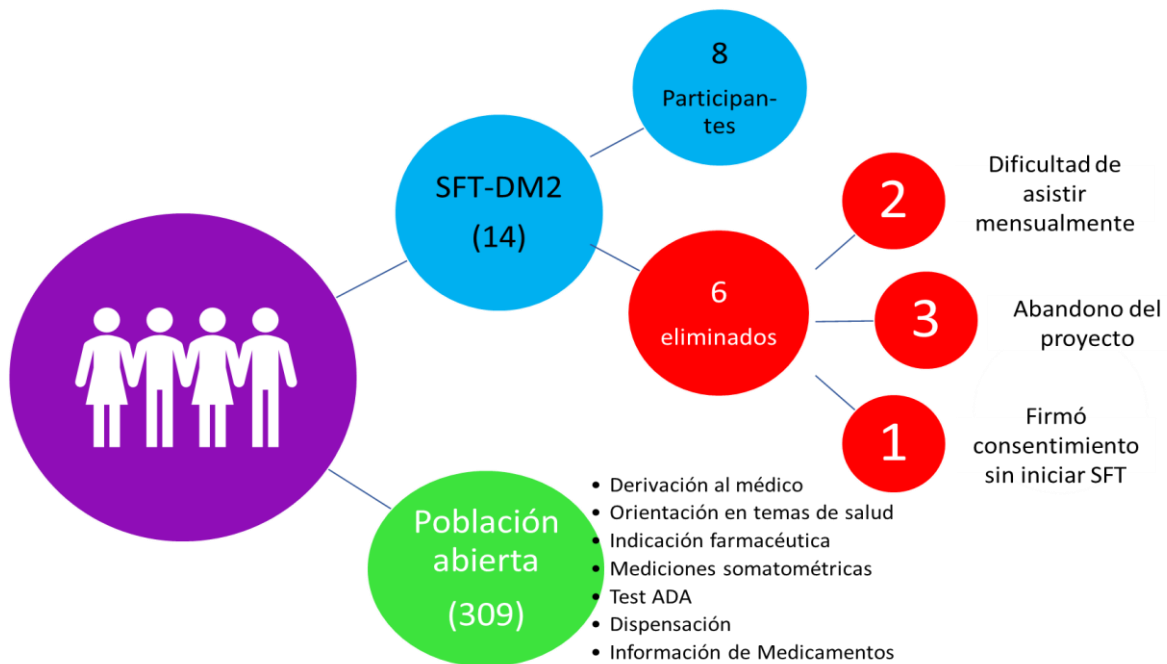 8
Participan-
tes
SFT-DM2
(14)
6
eliminados
2
Dificultad de
asistir
mensualmente
3
Abandono del
proyecto
1
Firmó
consentimiento
sin iniciar SFT
Población
abierta
(309)
• Derivación al médico
• Orientación en temas de salud
• Indicación farmacéutica
• Mediciones somatométricas
• Test ADA
• Dispensación
• Información de Medicamentos